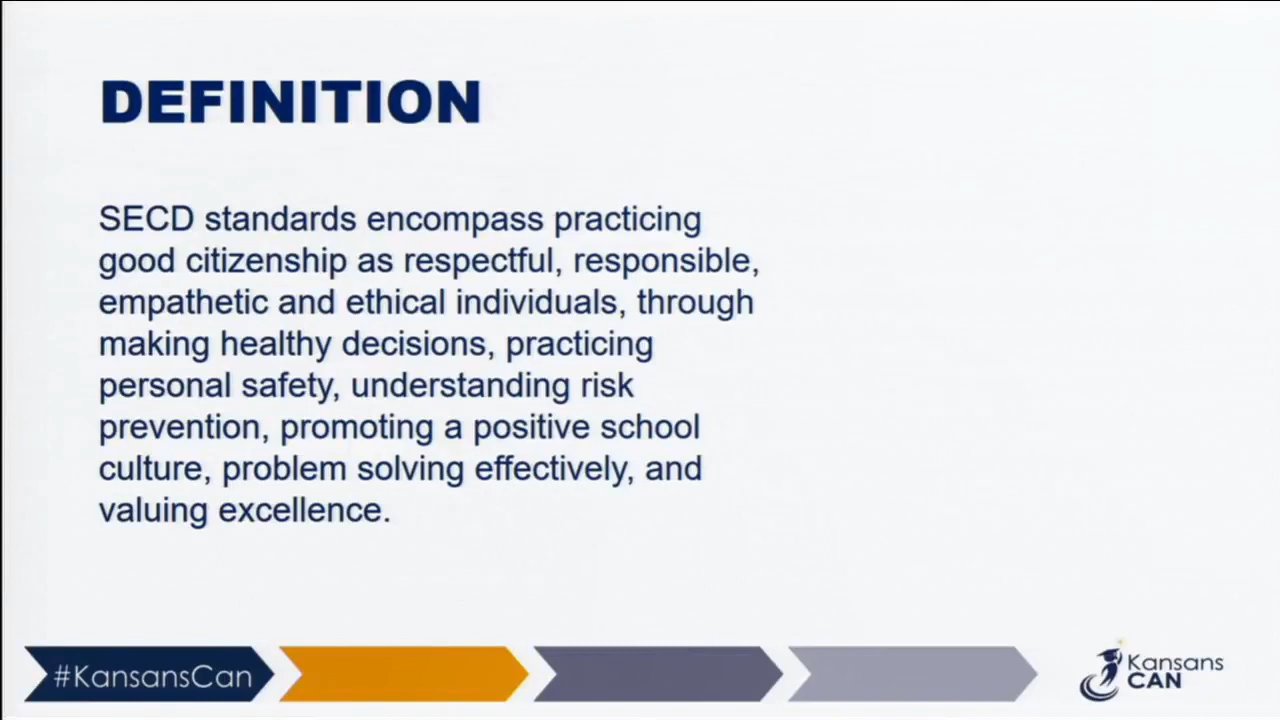 DEFINITION
SECD standards encompass practicing
good citizenship as respectful, responsible,
empathetic and ethical individuals, through
making healthy decisions, practicing
personal safety, understanding risk
prevention, promoting a positive school
culture, problem solving effectively, and
valuing excellence.
#KansansCan
Kansans
CAN